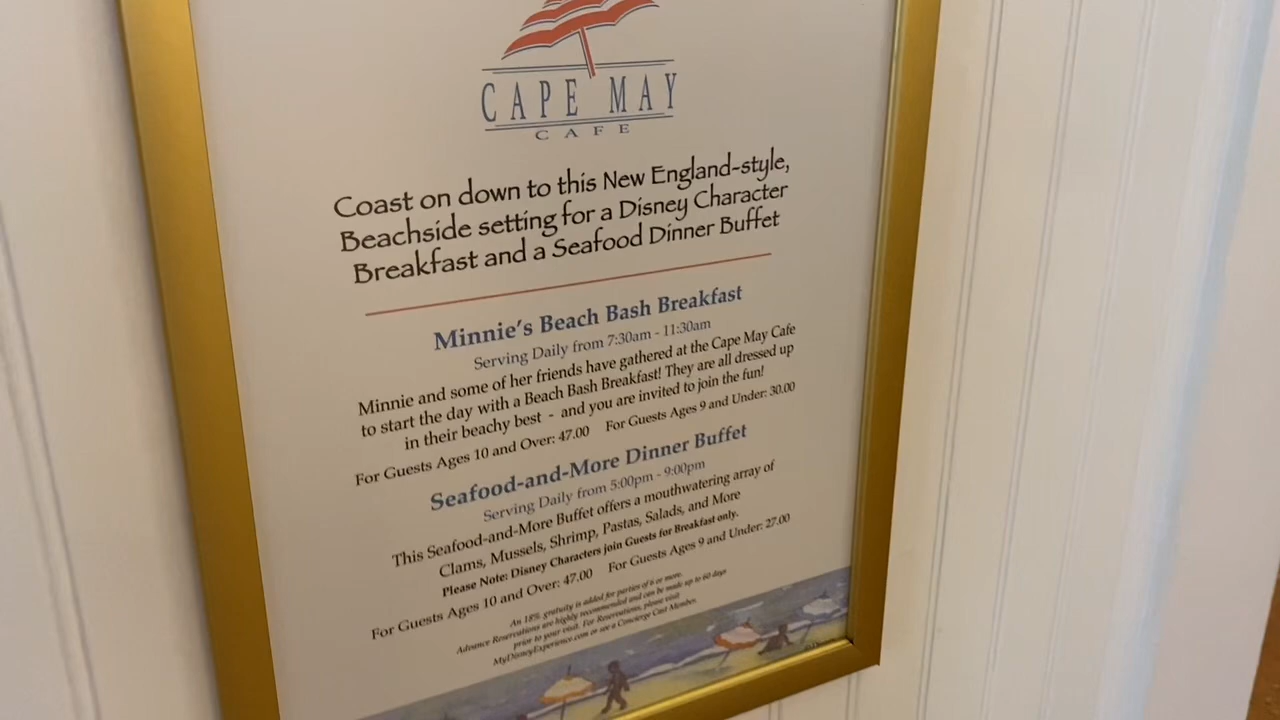 CAPE MAY
CAFE
Coast on down to this New England-style,
Beachside setting for a Disney Character
Breakfast and a Seafood Dinner Buffet
Minnie's Beach Bash Breakfast
Serving Daily from 7:30am - 11:30am
Minnie and some of her friends have gathered at the Cape May Cafe
to start the day with a Beach Bash Breakfast! They are all dressed up
in their beachy best - and you are invited to join the fun!
For Guests Ages 10 and Over: 47.00 For Guests Ages 9 and Under: 30.00
Seafood-and-More Dinner Buffet
Serving Daily from 5:00pm - 9:00pm
This Seafood-and-More Buffet offers a mouthwatering array of
Clams, Mussels, Shrimp, Pastas, Salads, and More
Please Note: Disney Characters join Guests for Breakfast only.
For Guests Ages 10 and Over: 47.00 For Guests Ages 9 and Under: 27.00
An 18% gratuity is added for parties of 6 or more.
Advance Reservations are highly recommended and can be made up to 60 days
prior to your visit. For Reservations, please visit
MyDisneyExperience.com or see a Concierge Cast Member.